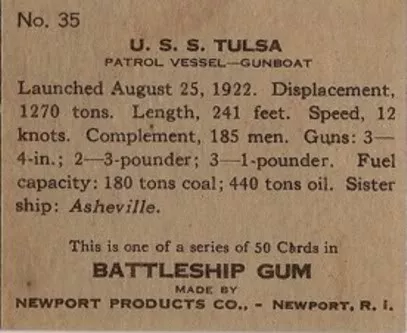 No. 35
U. S. S. TULSA
PATROL VESSEL—GUNBOAT
Launched August 25, 1922. Displacement,
1270 tons. Length, 241 feet. Speed, 12
knots. Complement, 185 men. Guns: 3—
4-in.; 2—3-pounder; 3—1-pounder. Fuel
capacity: 180 tons coal; 440 tons oil. Sister
ship: Asheville.
This is one of a series of 50 Cards in
BATTLESHIP GUM
MADE BY
NEWPORT PRODUCTS CO., - NEWPORT, R. I.